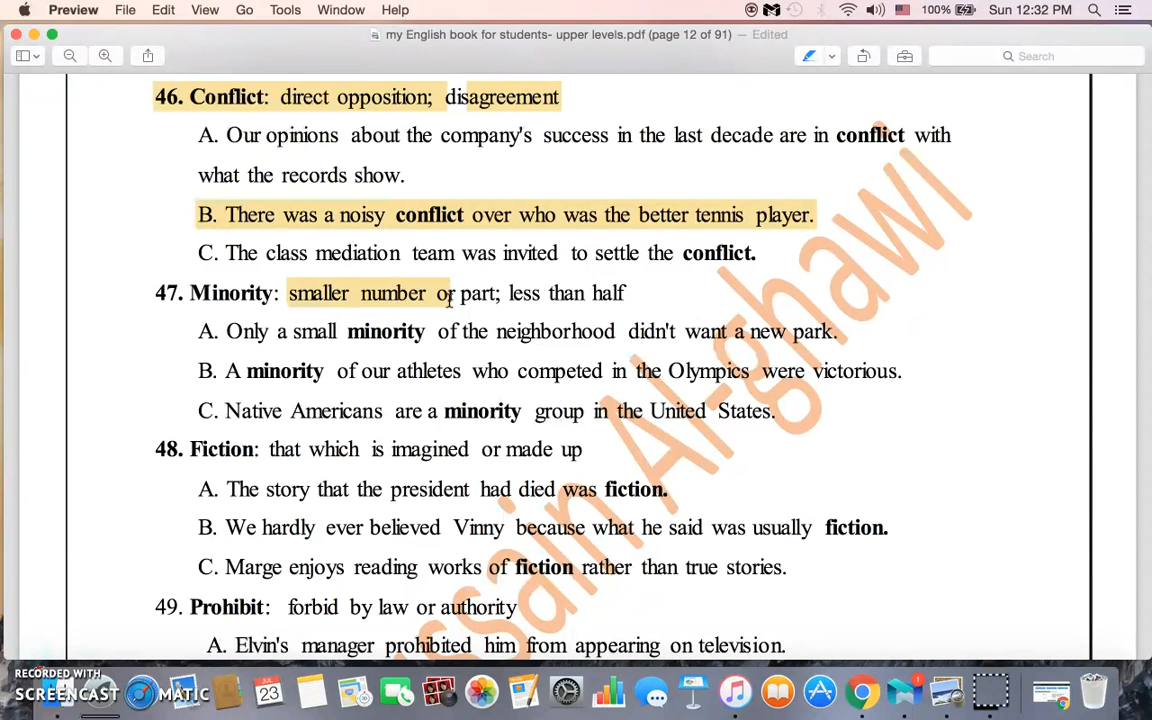 Preview File Edit View Go Tools Window Help 100% Sun 12:32 PM
my English book for students- upper levels.pdf (page 12 of 91) — Edited
Search
46. Conflict: direct opposition; disagreement
A. Our opinions about the company's success in the last decade are in conflict with
what the records show.
B. There was a noisy conflict over who was the better tennis player.
C. The class mediation team was invited to settle the conflict.
47. Minority: smaller number or part; less than half
A. Only a small minority of the neighborhood didn't want a new park.
B. A minority of our athletes who competed in the Olympics were victorious.
C. Native Americans are a minority group in the United States.
48. Fiction: that which is imagined or made up
A. The story that the president had died was fiction.
B. We hardly ever believed Vinny because what he said was usually fiction.
C. Marge enjoys reading works of fiction rather than true stories.
49. Prohibit: forbid by law or authority
A. Elvin's manager prohibited him from appearing on television.
ssain Al-ghawi
RECORDED WITH
SCREENCAST MATIC
JUL
23
1